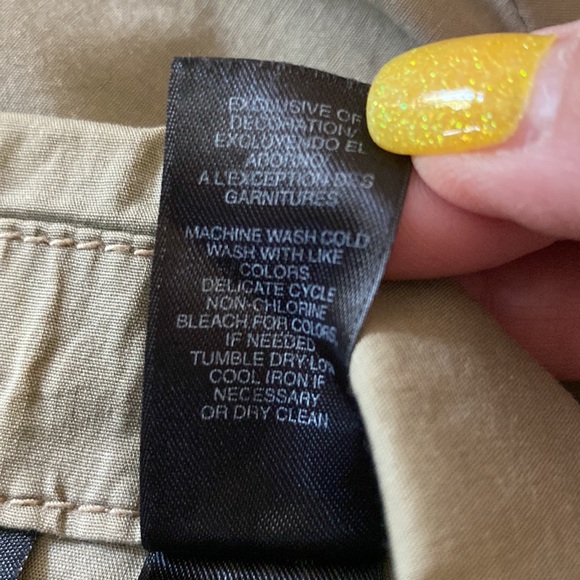 EXCLUSIVE OF
DECORATION/
EXCLUYENDO EL
ADORNO/
A L'EXCEPTION DES
GARNITURES
MACHINE WASH COLD
WASH WITH LIKE
COLORS
DELICATE CYCLE
NON-CHLORINE
BLEACH FOR COLORS
IF NEEDED
TUMBLE DRY LOW
COOL IRON IF
NECESSARY
OR DRY CLEAN